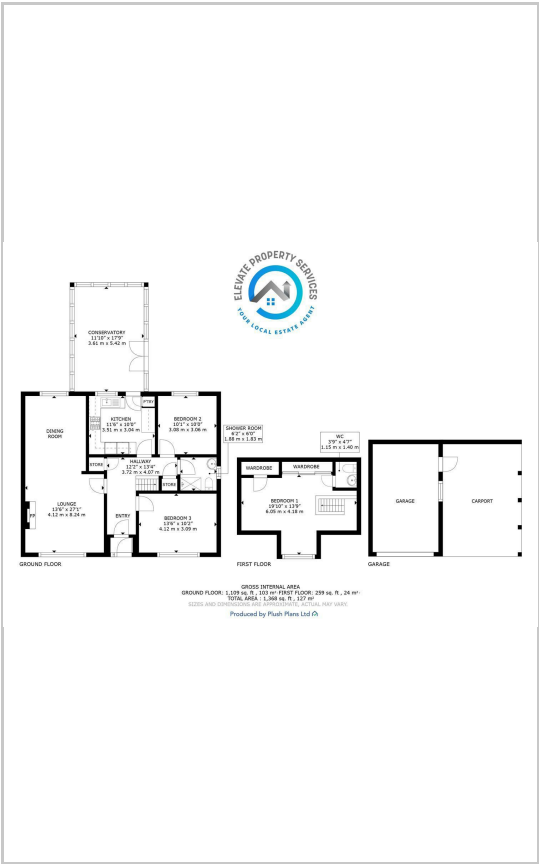 ELEVATE PROPERTY SERVICES
YOUR LOCAL ESTATE AGENT
CONSERVATORY
11'10" x 17'9"
3.61 m x 5.42 m
KITCHEN
11'6" x 10'0"
3.51 m x 3.04 m
P'TRY
BEDROOM 2
10'1" x 10'0"
3.08 m x 3.06 m
DINING
ROOM
SHOWER ROOM
6'2" x 6'0"
1.88 m x 1.83 m
STORE
HALLWAY
12'2" x 13'4"
3.72 m x 4.07 m
STORE
LOUNGE
13'6" x 27'1"
4.12 m x 8.24 m
FP
ENTRY
BEDROOM 3
13'6" x 10'2"
4.12 m x 3.09 m
GROUND FLOOR
WC
3'9" x 4'7"
1.15 m x 1.40 m
WARDROBE
WARDROBE
BEDROOM 1
19'10" x 13'9"
6.05 m x 4.18 m
FIRST FLOOR
GARAGE
CARPORT
GARAGE
GROSS INTERNAL AREA
GROUND FLOOR: 1,109 sq. ft , 103 m² FIRST FLOOR: 259 sq. ft , 24 m²
TOTAL AREA : 1,368 sq. ft , 127 m²
SIZES AND DIMENSIONS ARE APPROXIMATE, ACTUAL MAY VARY.
Produced by Plush Plans Ltd